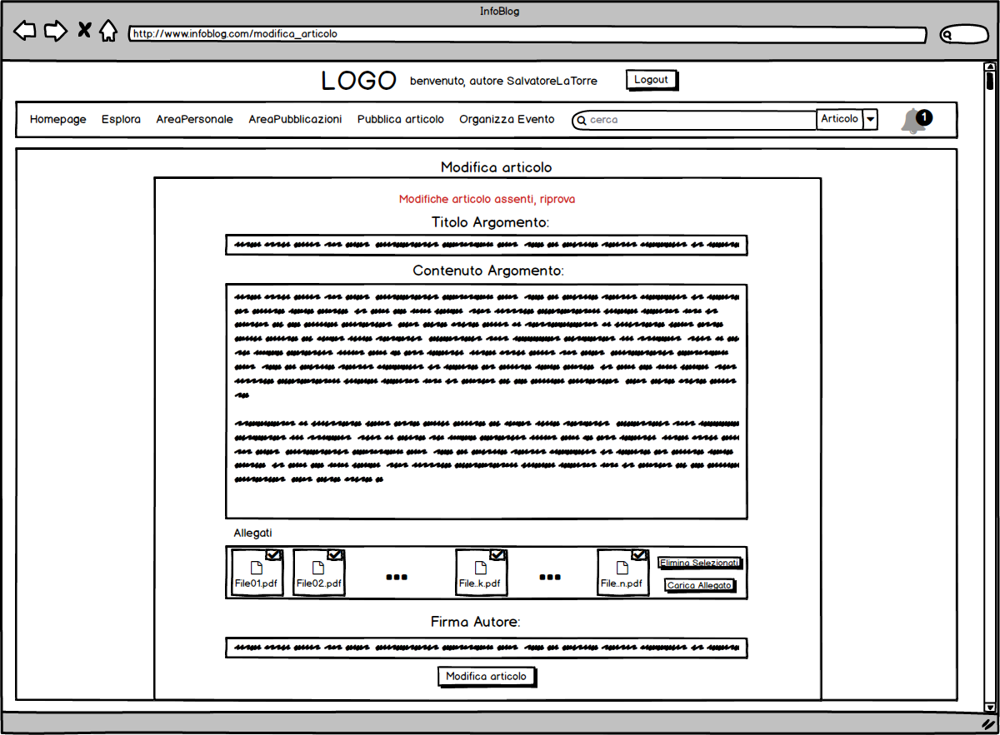 InfoBlog
http://www.infoblog.com/modifica_articolo
LOGO benvenuto, autore SalvatoreLaTorre Logout
Homepage Esplora AreaPersonale AreaPubblicazioni Pubblica articolo Organizza Evento cerca Articolo 1
Modifica articolo
Modifiche articolo assenti, riprova
Titolo Argomento:
Contenuto Argomento:
Allegati
Elimina Selezionati
File01.pdf File02.pdf ... File..k.pdf ... File..n.pdf Carica Allegato
Firma Autore:
Modifica articolo